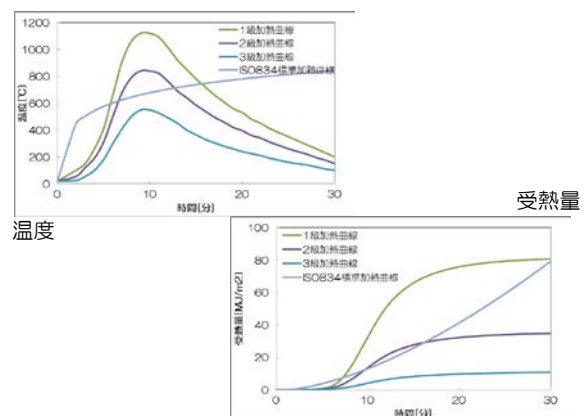 1200
1000
800
600
400
200
0
温度[℃]
1級加熱曲線
2級加熱曲線
3級加熱曲線
ISO834標準加熱曲線
0 10 20 30
時間[分]
温度
受熱量
100
80
60
40
20
0
受熱量[MJ/m2]
1級加熱曲線
2級加熱曲線
3級加熱曲線
ISO834標準加熱曲線
0 10 20 30
時間[分]